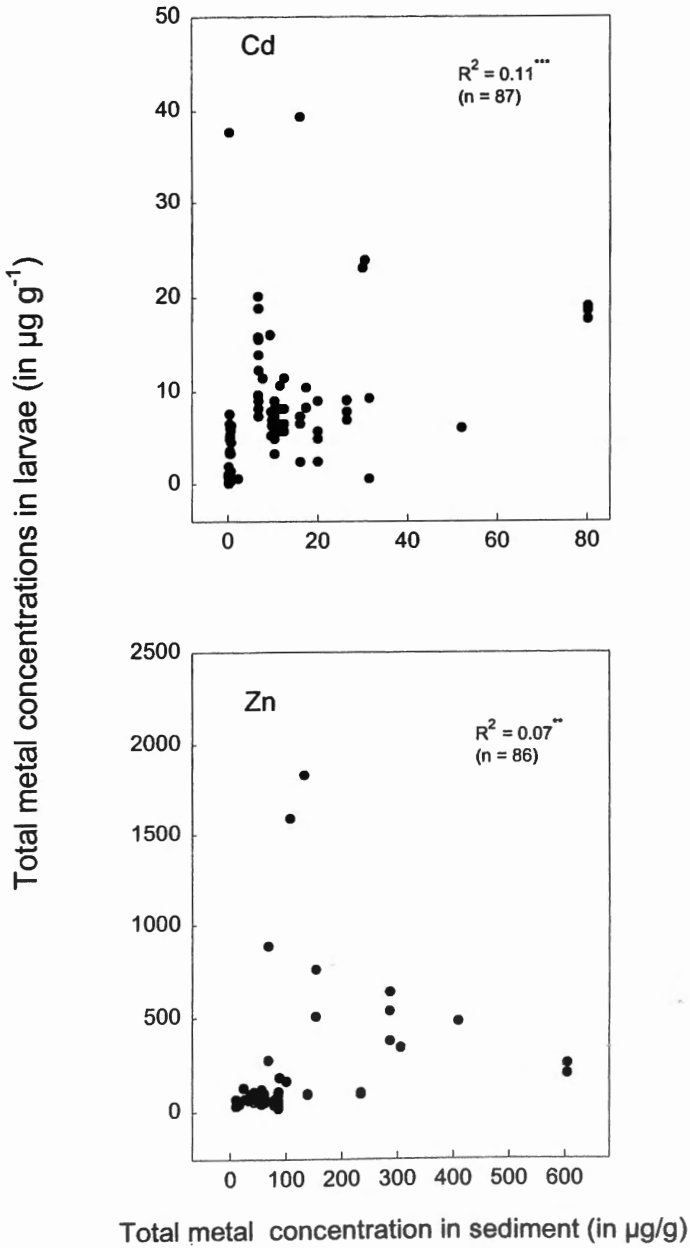 Total metal concentrations in larvae (in µg g⁻¹)
50
Cd
R² = 0.11***
(n = 87)
40
30
20
10
0
0 20 40 60 80
2500
Zn
R² = 0.07**
(n = 86)
2000
1500
1000
500
0
0 100 200 300 400 500 600
Total metal concentration in sediment (in µg/g)